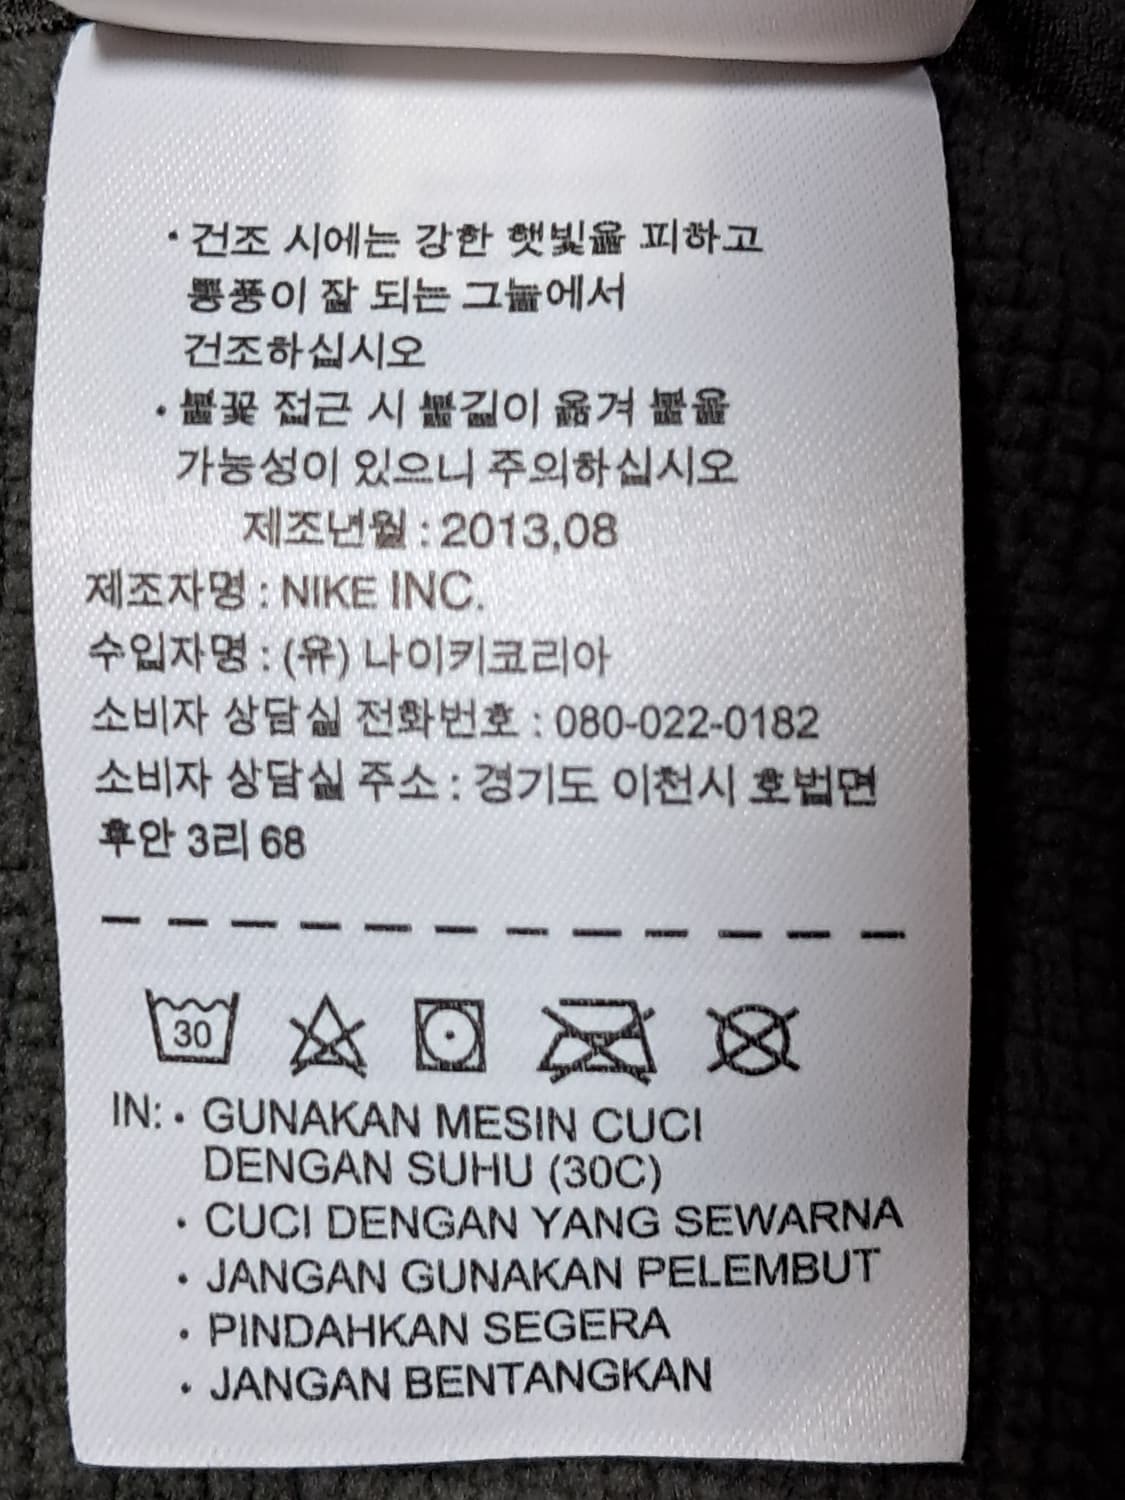 · 건조 시에는 강한 햇빛을 피하고
통풍이 잘 되는 그늘에서
건조하십시오
· 불꽃 접근 시 불길이 옮겨 붙을
가능성이 있으니 주의하십시오
제조년월 : 2013,08
제조자명 : NIKE INC.
수입자명 : (유) 나이키코리아
소비자 상담실 전화번호 : 080-022-0182
소비자 상담실 주소 : 경기도 이천시 호법면
후안 3리 68
30
IN: · GUNAKAN MESIN CUCI
DENGAN SUHU (30C)
· CUCI DENGAN YANG SEWARNA
· JANGAN GUNAKAN PELEMBUT
· PINDAHKAN SEGERA
· JANGAN BENTANGKAN